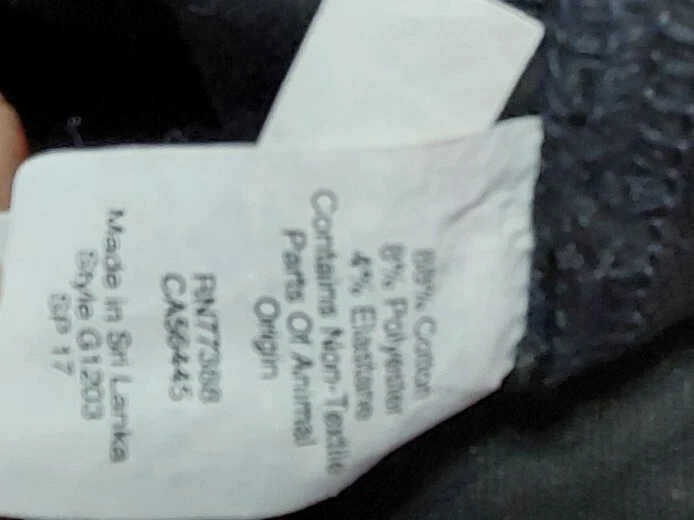 88% Cotton
8% Polyester
4% Elastane
Contains Non-Textile
Parts Of Animal
Origin
RN77388
CA56445
Made in Sri Lanka
Style G1203
SP 17